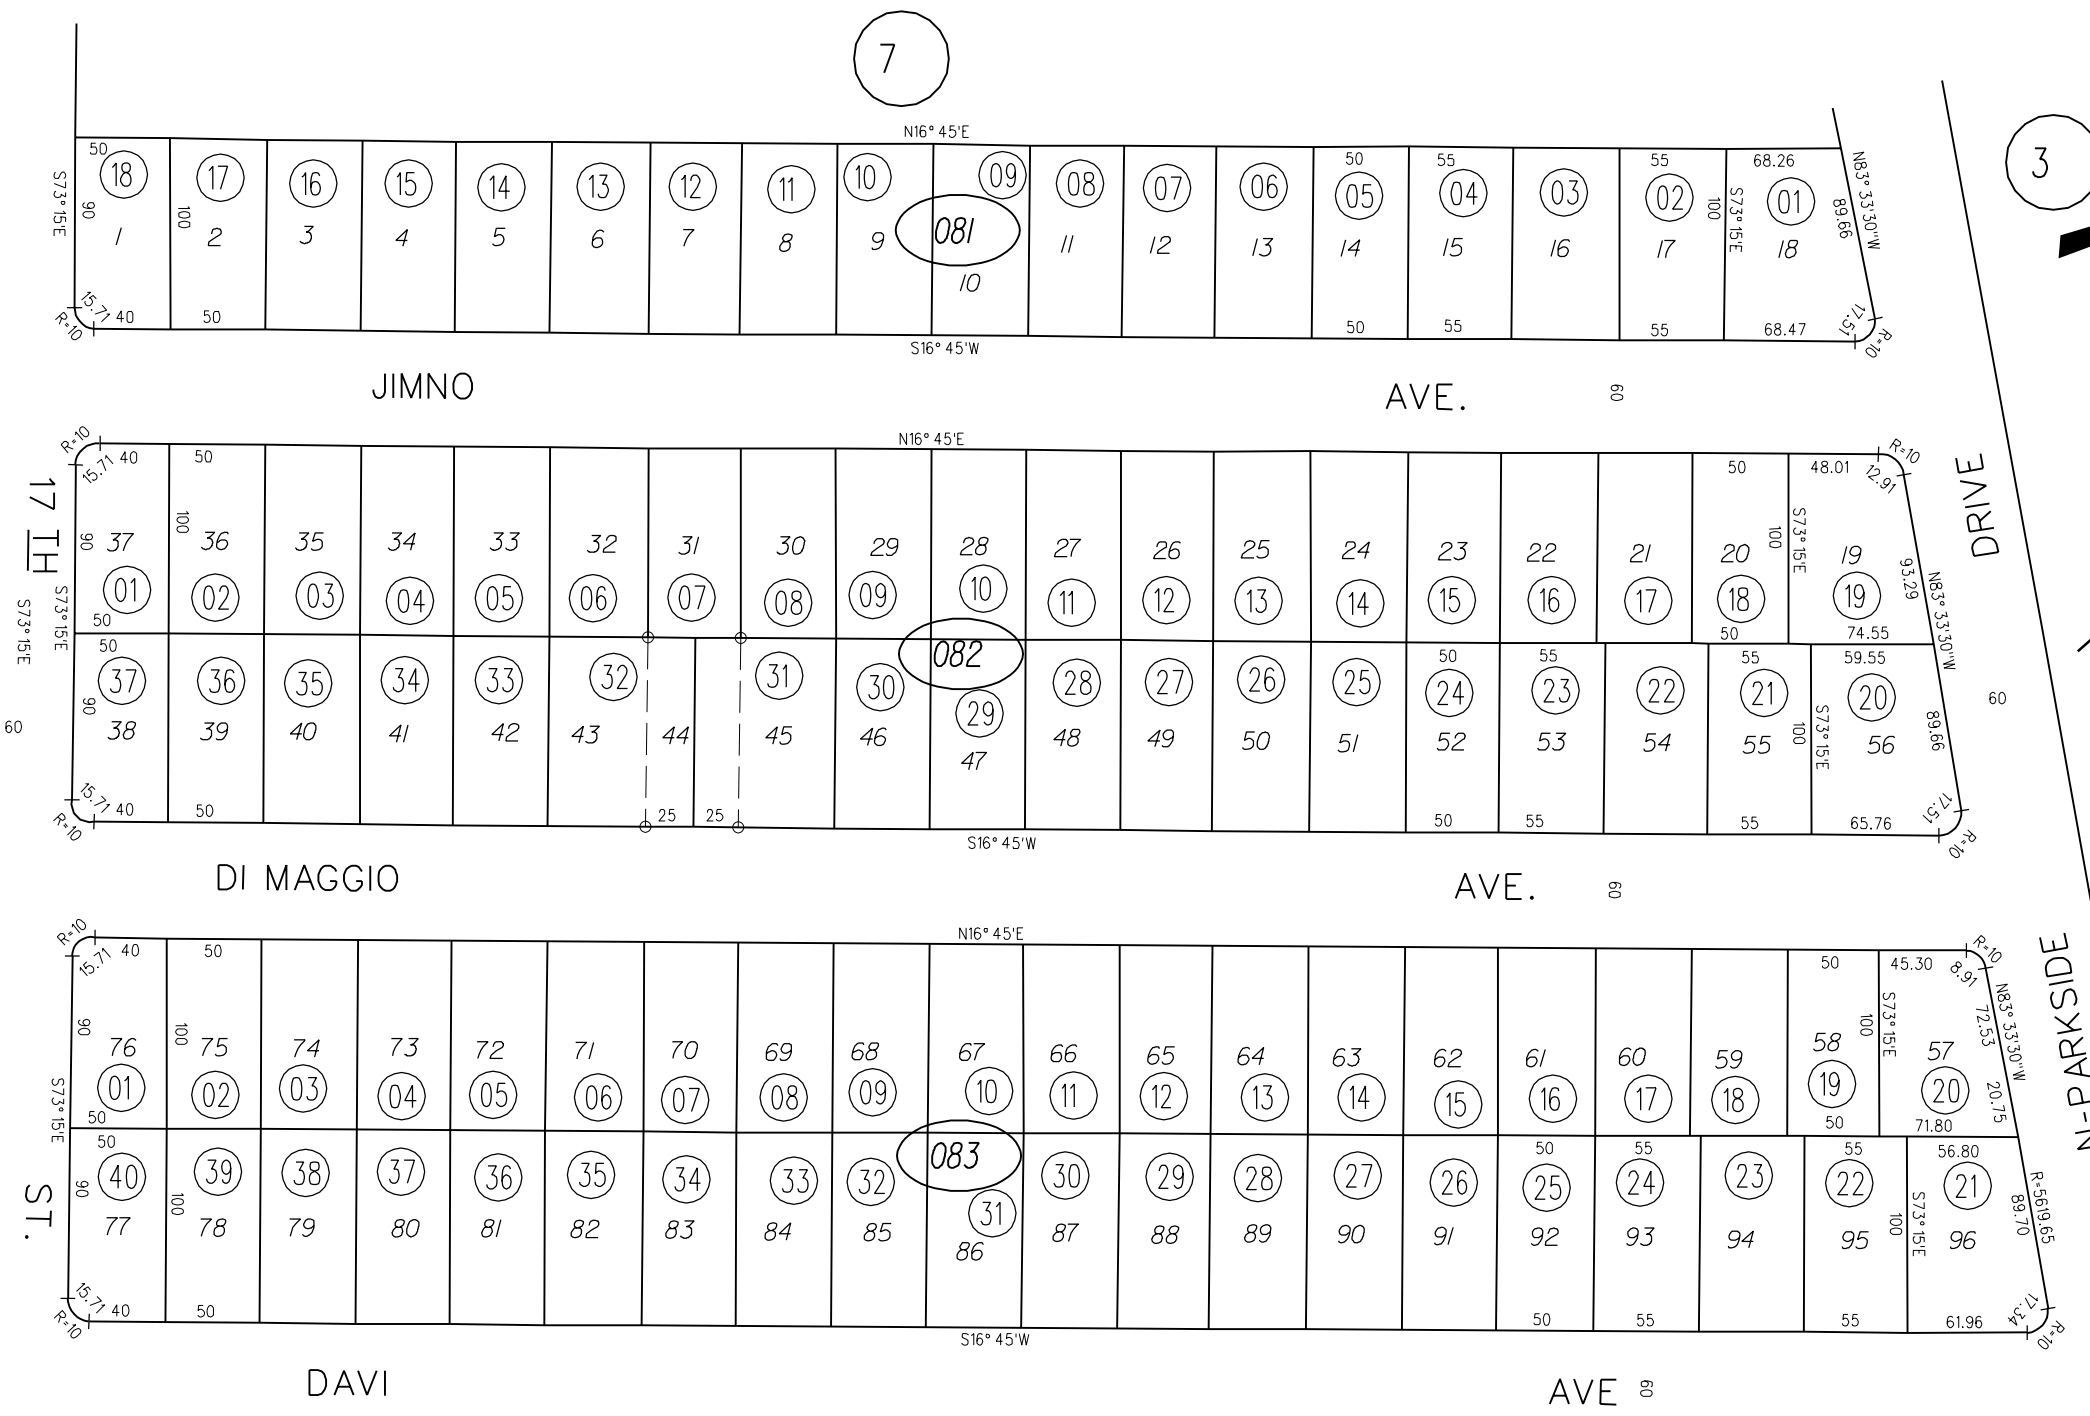 7
3
N16° 45'E
50 50 55 55 68.26
18 17 16 15 14 13 12 11 10 09 08 07 06 05 04 03 02 01
S73° 15'E 90 100 100 S73° 15'E 89.66 N83° 33'30"W
081
1 2 3 4 5 6 7 8 9 10 11 12 13 14 15 16 17 18
R=10 15.71 40 50 50 55 55 68.47 17.51 R=10
S16° 45'W
JIMNO AVE. 60
N16° 45'E
R=10 15.71 40 50 50 48.01 12.91 R=10
17 TH
DRIVE
90 100 100 S73° 15'E 93.29 N83° 33'30"W
37 36 35 34 33 32 31 30 29 28 27 26 25 24 23 22 21 20 19
01 02 03 04 05 06 07 08 09 10 11 12 13 14 15 16 17 18 19
S73° 15'E S73° 15'E
50 50 74.55
082
50 50 55 55 59.55
37 36 35 34 33 32 31 30 29 28 27 26 25 24 23 22 21 20
60 90 100 S73° 15'E 89.66 60
38 39 40 41 42 43 44 45 46 47 48 49 50 51 52 53 54 55 56
R=10 15.71 40 50 25 25 50 55 55 65.76 17.51 R=10
S16° 45'W
DI MAGGIO AVE. 60
N16° 45'E
R=10 15.71 40 50 50 45.30 8.91 R=10
N-PARKSIDE
90 100 100 S73° 15'E 72.53 N83° 33'30"W
76 75 74 73 72 71 70 69 68 67 66 65 64 63 62 61 60 59 58 57
01 02 03 04 05 06 07 08 09 10 11 12 13 14 15 16 17 18 19 20
S73° 15'E 20.75
50 50 71.80
083
50 50 55 55 56.80
40 39 38 37 36 35 34 33 32 31 30 29 28 27 26 25 24 23 22 21
ST.
90 100 100 S73° 15'E 89.70 R=5619.65
77 78 79 80 81 82 83 84 85 86 87 88 89 90 91 92 93 94 95 96
R=10 15.71 40 50 50 55 55 61.96 17.34 R=10
S16° 45'W
DAVI AVE 60